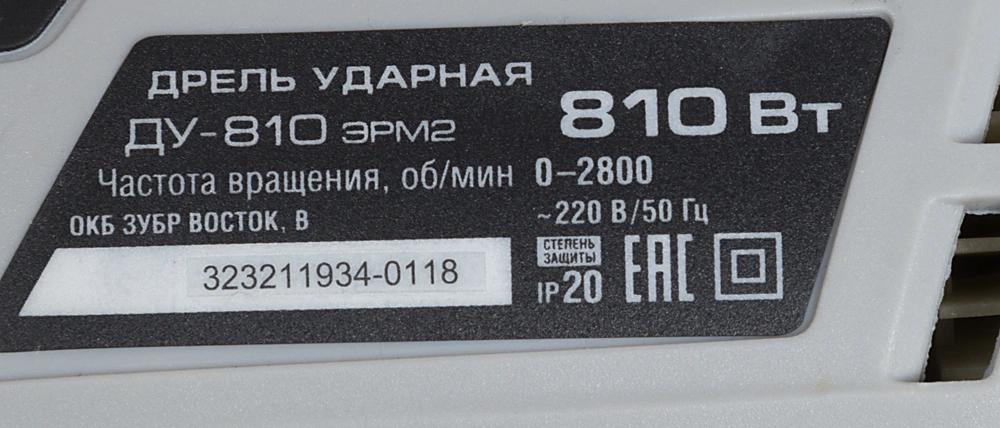 ДРЕЛЬ УДАРНАЯ
ДУ-810 ЭРМ2
810 Вт
Частота вращения, об/мин 0–2800
ОКБ ЗУБР ВОСТОК, В ~220 В/50 Гц
323211934-0118
СТЕПЕНЬ
ЗАЩИТЫ
IP20
EAC